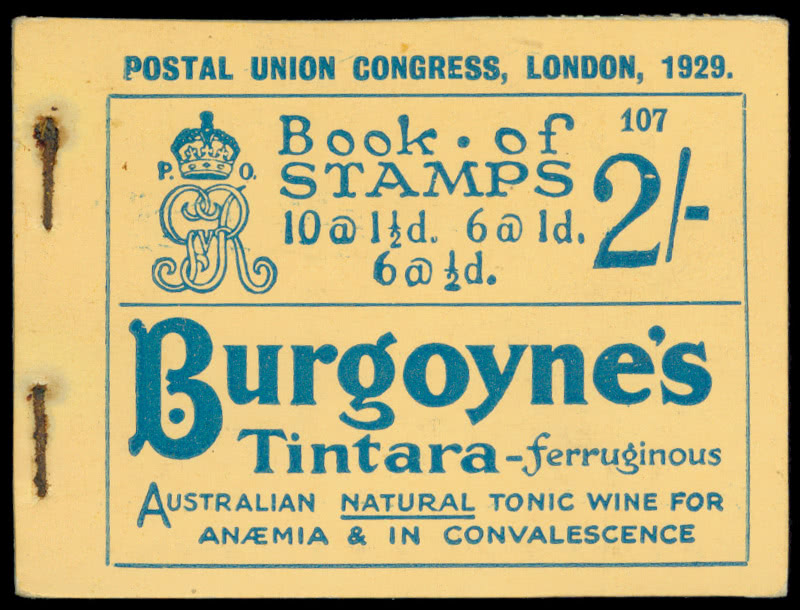 POSTAL UNION CONGRESS, LONDON, 1929.
P. O.
GVR
Book · of
STAMPS
107
2/-
10 @ 1½d. 6 @ 1d.
6 @ ½d.
Burgoyne's
Tintara-ferruginous
AUSTRALIAN NATURAL TONIC WINE FOR
ANÆMIA & IN CONVALESCENCE